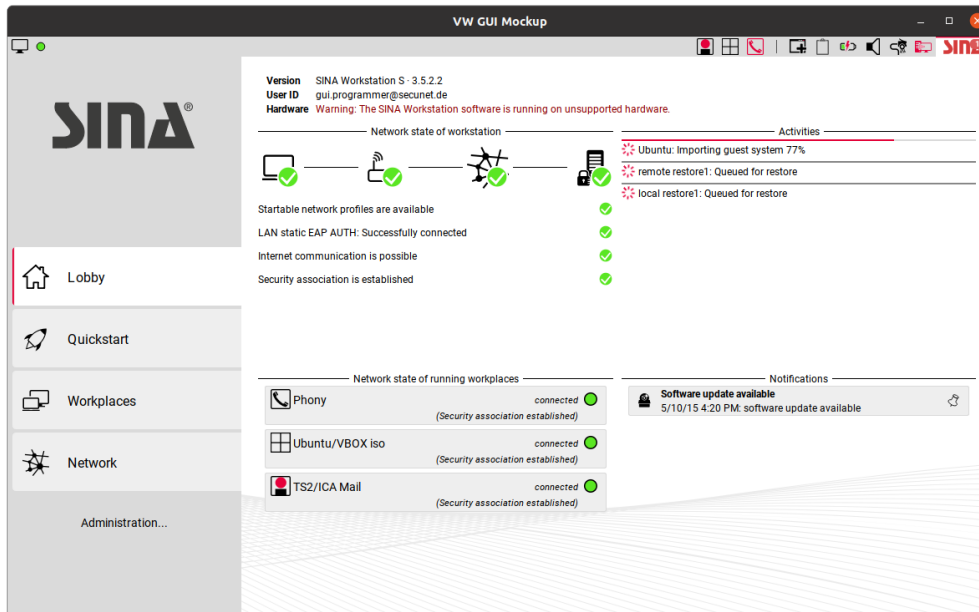 VW GUI Mockup
SINA
SINA®
Version SINA Workstation S · 3.5.2.2
User ID gui.programmer@secunet.de
Hardware Warning: The SINA Workstation software is running on unsupported hardware.
Network state of workstation
Startable network profiles are available
LAN static EAP AUTH: Successfully connected
Internet communication is possible
Security association is established
Activities
Ubuntu: Importing guest system 77%
remote restore1: Queued for restore
local restore1: Queued for restore
Lobby
Quickstart
Workplaces
Network
Administration...
Network state of running workplaces
Phony connected
(Security association established)
Ubuntu/VBOX iso connected
(Security association established)
TS2/ICA Mail connected
(Security association established)
Notifications
Software update available
5/10/15 4:20 PM: software update available